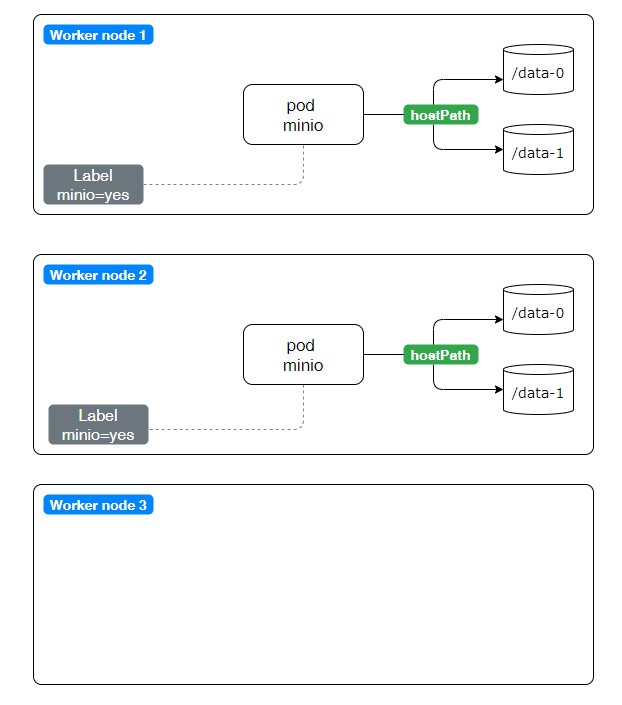 Worker node 1
/data-0
pod
minio
hostPath
/data-1
Label
minio=yes
Worker node 2
/data-0
pod
minio
hostPath
/data-1
Label
minio=yes
Worker node 3